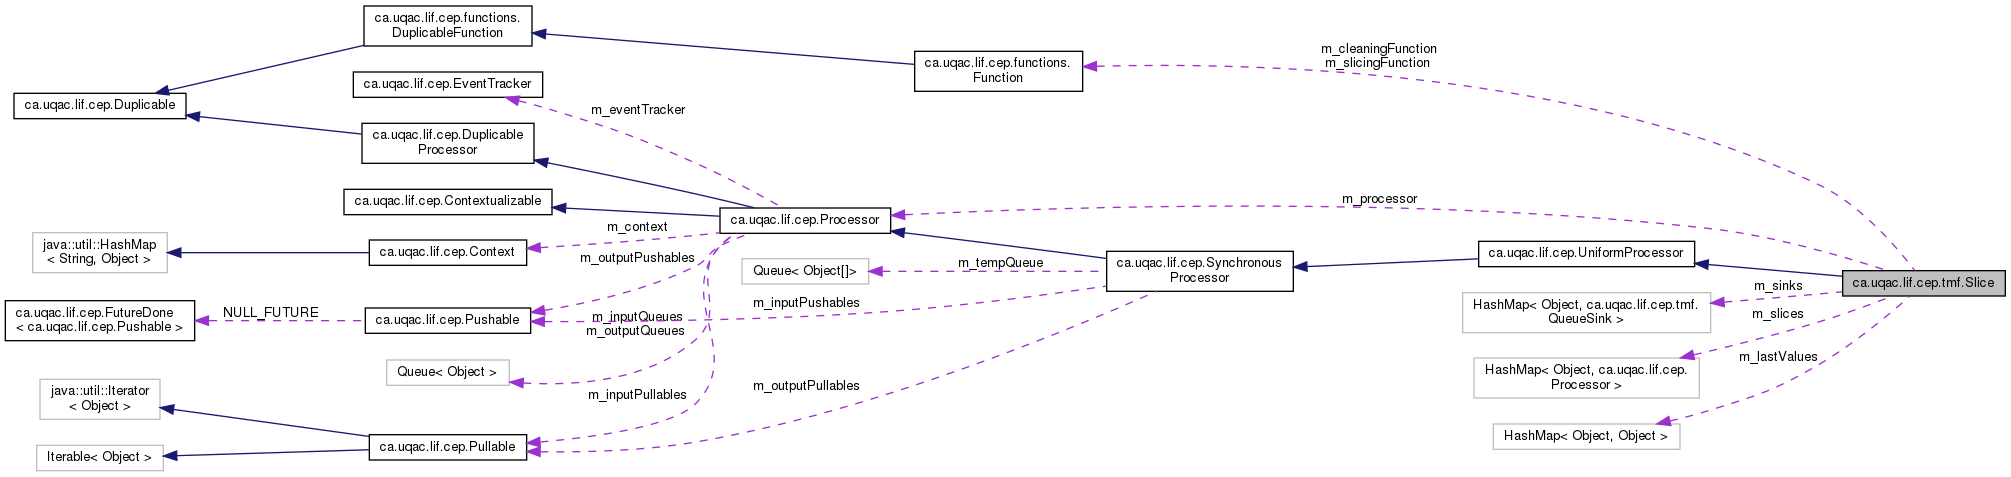 ca.uqac.lif.cep.functions.
DuplicableFunction
m_cleaningFunction
m_slicingFunction
ca.uqac.lif.cep.functions.
Function
ca.uqac.lif.cep.EventTracker
ca.uqac.lif.cep.Duplicable
m_eventTracker
ca.uqac.lif.cep.Duplicable
Processor
ca.uqac.lif.cep.Contextualizable
m_processor
ca.uqac.lif.cep.Processor
m_context
java::util::HashMap
< String, Object >
ca.uqac.lif.cep.Context
m_outputPushables
ca.uqac.lif.cep.UniformProcessor
m_tempQueue
Queue< Object[]>
ca.uqac.lif.cep.Synchronous
Processor
ca.uqac.lif.cep.tmf.Slice
m_sinks
m_inputPushables
HashMap< Object, ca.uqac.lif.cep.tmf.
QueueSink >
ca.uqac.lif.cep.FutureDone
< ca.uqac.lif.cep.Pushable >
NULL_FUTURE
ca.uqac.lif.cep.Pushable
m_inputQueues
m_outputQueues
m_slices
m_lastValues
Queue< Object >
HashMap< Object, ca.uqac.lif.cep.
Processor >
m_outputPullables
java::util::Iterator
< Object >
m_inputPullables
ca.uqac.lif.cep.Pullable
HashMap< Object, Object >
Iterable< Object >